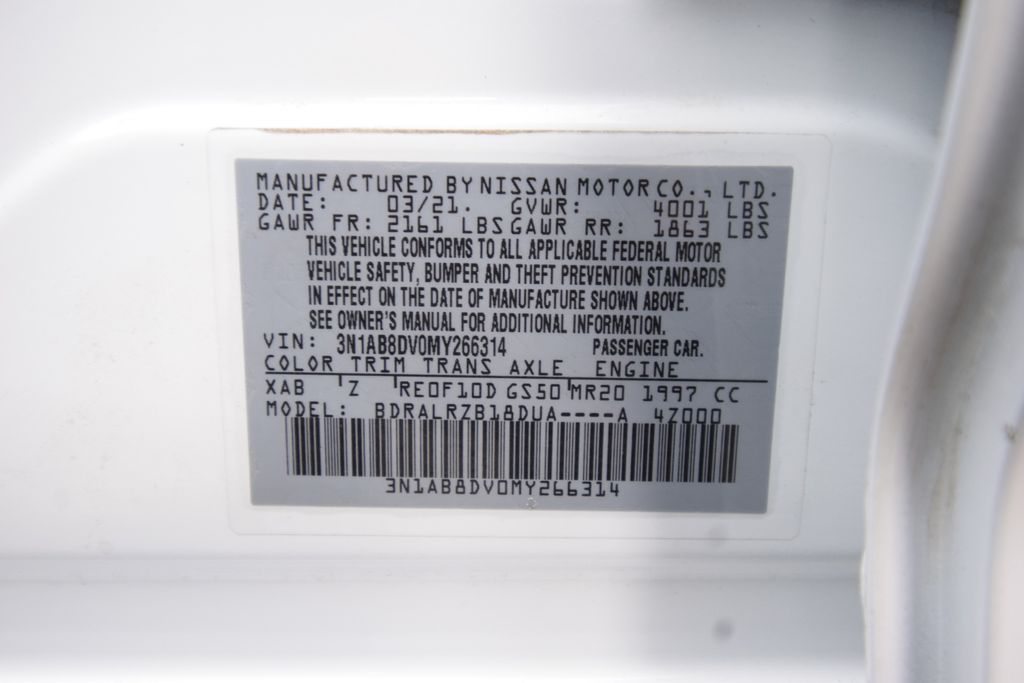 MANUFACTURED BY NISSAN MOTOR CO., LTD.
DATE: 03/21. GVWR: 4001 LBS
GAWR FR: 2161 LBS GAWR RR: 1863 LBS
THIS VEHICLE CONFORMS TO ALL APPLICABLE FEDERAL MOTOR
VEHICLE SAFETY, BUMPER AND THEFT PREVENTION STANDARDS
IN EFFECT ON THE DATE OF MANUFACTURE SHOWN ABOVE.
SEE OWNER'S MANUAL FOR ADDITIONAL INFORMATION.
VIN: 3N1AB8DV0MY266314 PASSENGER CAR.
COLOR TRIM TRANS AXLE ENGINE
XAB Z RE0F10D GS50 MR20 1997 CC
MODEL: BDRALRZB18DUA----A 4Z000
3N1AB8DV0MY266314